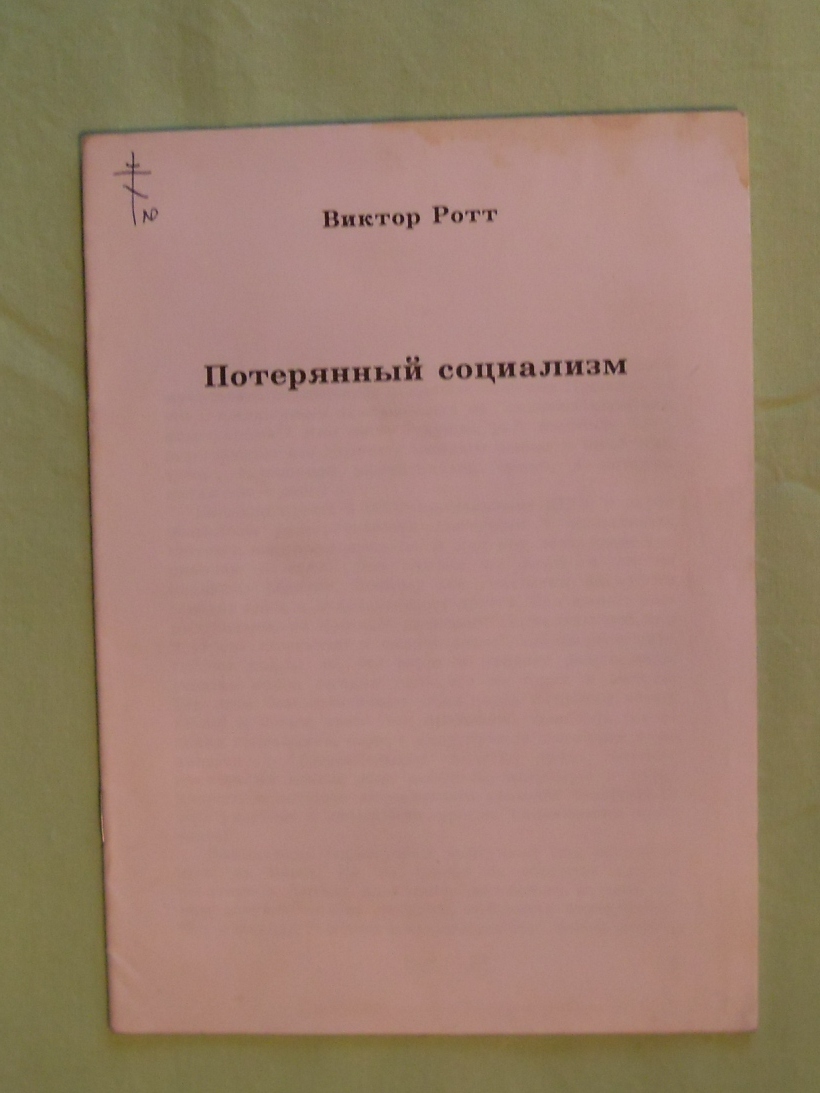 Виктор Ротт
Потерянный социализм